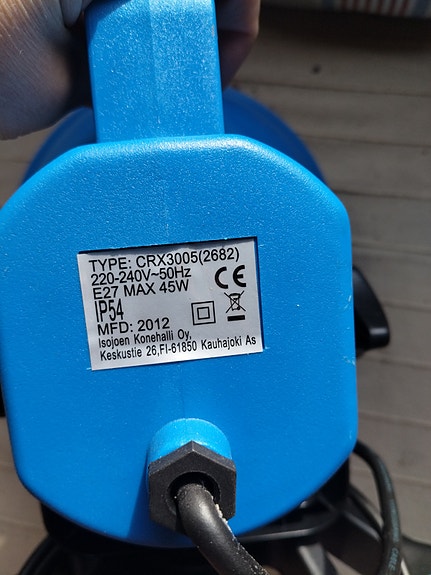 TYPE: CRX3005(2682)
220-240V~50Hz
E27 MAX 45W
IP54
MFD: 2012
Isojoen Konehalli Oy.
Keskustie 26,FI-61850 Kauhajoki As
CE